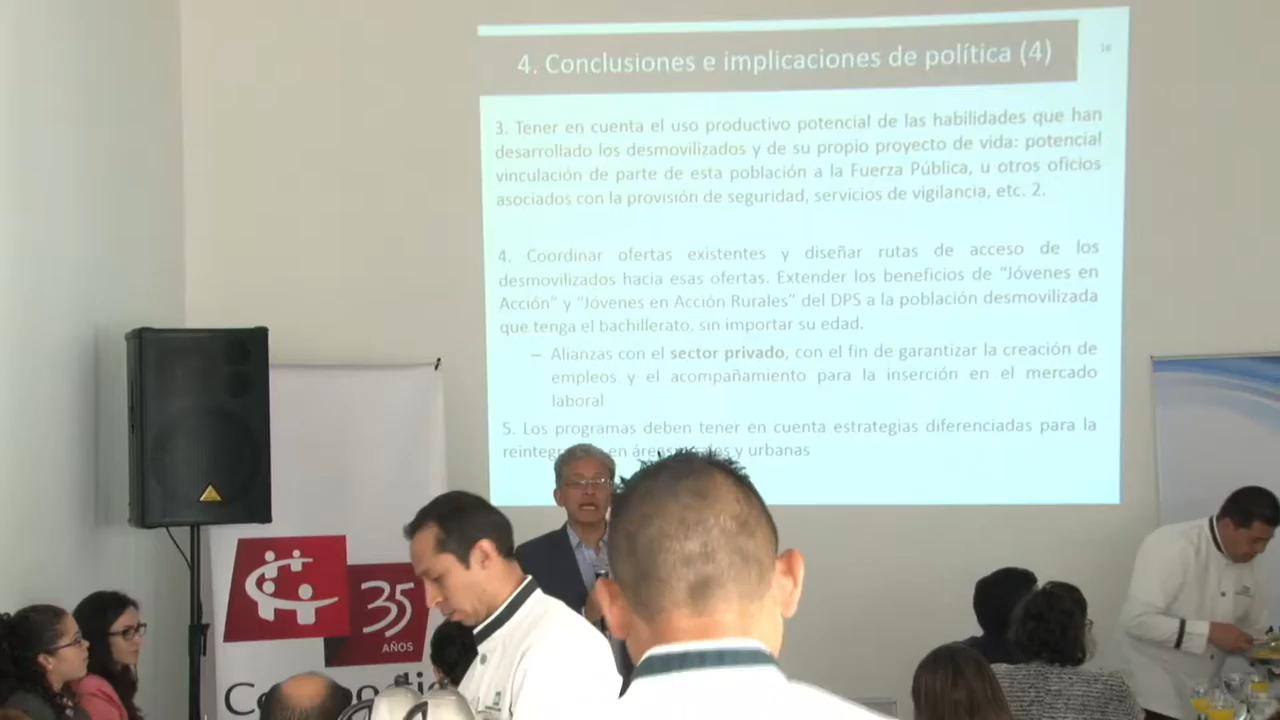 4. Conclusiones e implicaciones de política (4)
3. Tener en cuenta el uso productivo potencial de las habilidades que han
desarrollado los desmovilizados y de su propio proyecto de vida: potencial
vinculación de parte de esta población a la Fuerza Pública, u otros oficios
asociados con la provisión de seguridad, servicios de vigilancia, etc. 2.
4. Coordinar ofertas existentes y diseñar rutas de acceso de los
desmovilizados hacia esas ofertas. Extender los beneficios de "Jóvenes en
Acción" y "Jóvenes en Acción Rurales" del DPS a la población desmovilizada
que tenga el bachillerato, sin importar su edad.
– Alianzas con el sector privado, con el fin de garantizar la creación de
empleos y el acompañamiento para la inserción en el mercado
laboral
5. Los programas deben tener en cuenta estrategias diferenciadas para la
en y urbanas
35
AÑOS